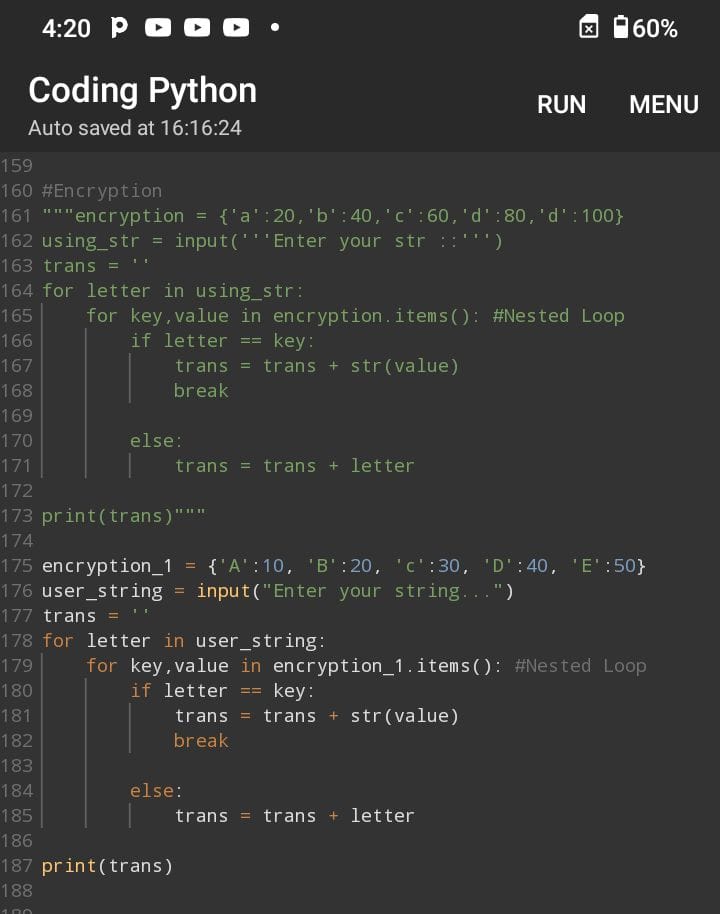 4:20 60%
Coding Python
RUN MENU
Auto saved at 16:16:24
159
160 #Encryption
161 """encryption = {'a':20,'b':40,'c':60,'d':80,'d':100}
162 using_str = input('''Enter your str ::''')
163 trans = ''
164 for letter in using_str:
165     for key,value in encryption.items(): #Nested Loop
166         if letter == key:
167             trans = trans + str(value)
168             break
169
170         else:
171             trans = trans + letter
172
173 print(trans)"""
174
175 encryption_1 = {'A':10, 'B':20, 'c':30, 'D':40, 'E':50}
176 user_string = input("Enter your string...")
177 trans = ''
178 for letter in user_string:
179     for key,value in encryption_1.items(): #Nested Loop
180         if letter == key:
181             trans = trans + str(value)
182             break
183
184         else:
185             trans = trans + letter
186
187 print(trans)
188